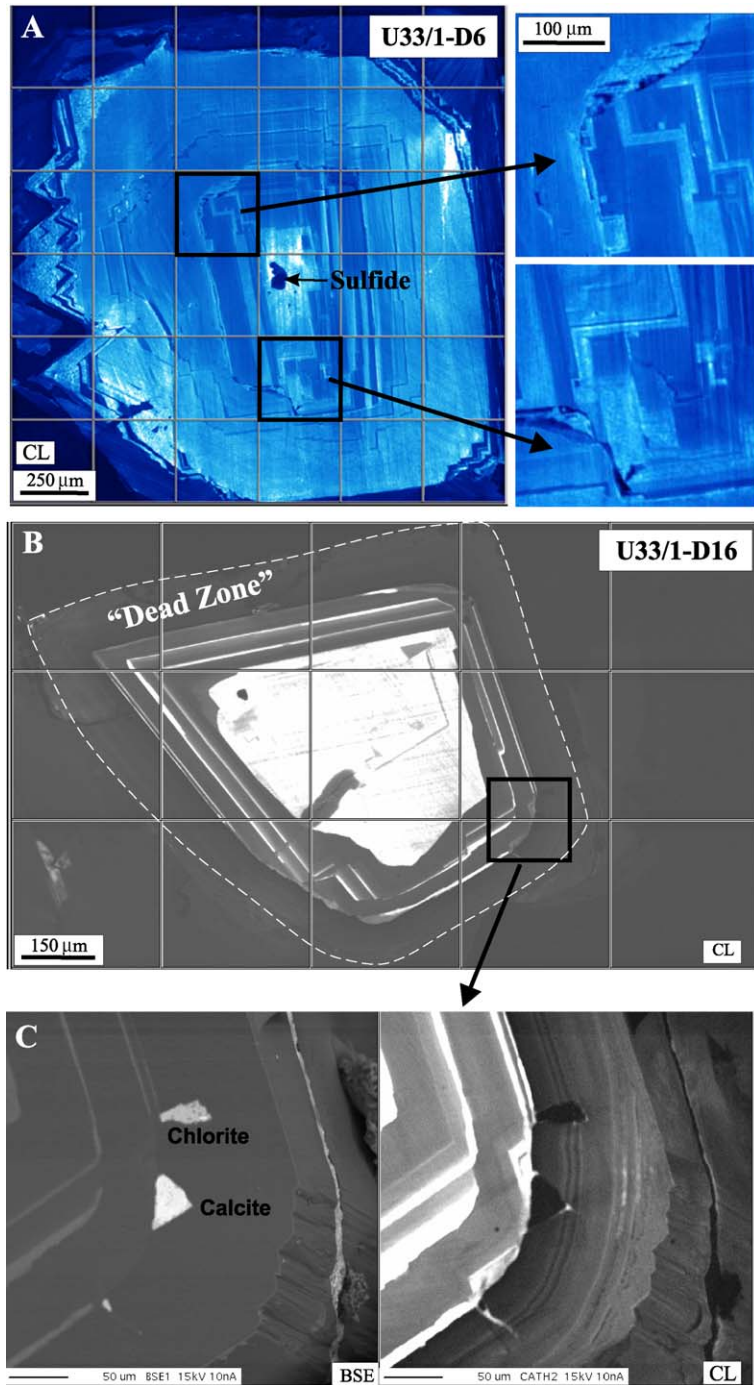 A
U33/1-D6
100 µm
Sulfide
CL
250 µm
B
U33/1-D16
“Dead Zone”
150 µm
CL
C
Chlorite
Calcite
50 um BSE1 15kV 10nA
BSE
50 um CATH2 15kV 10nA
CL